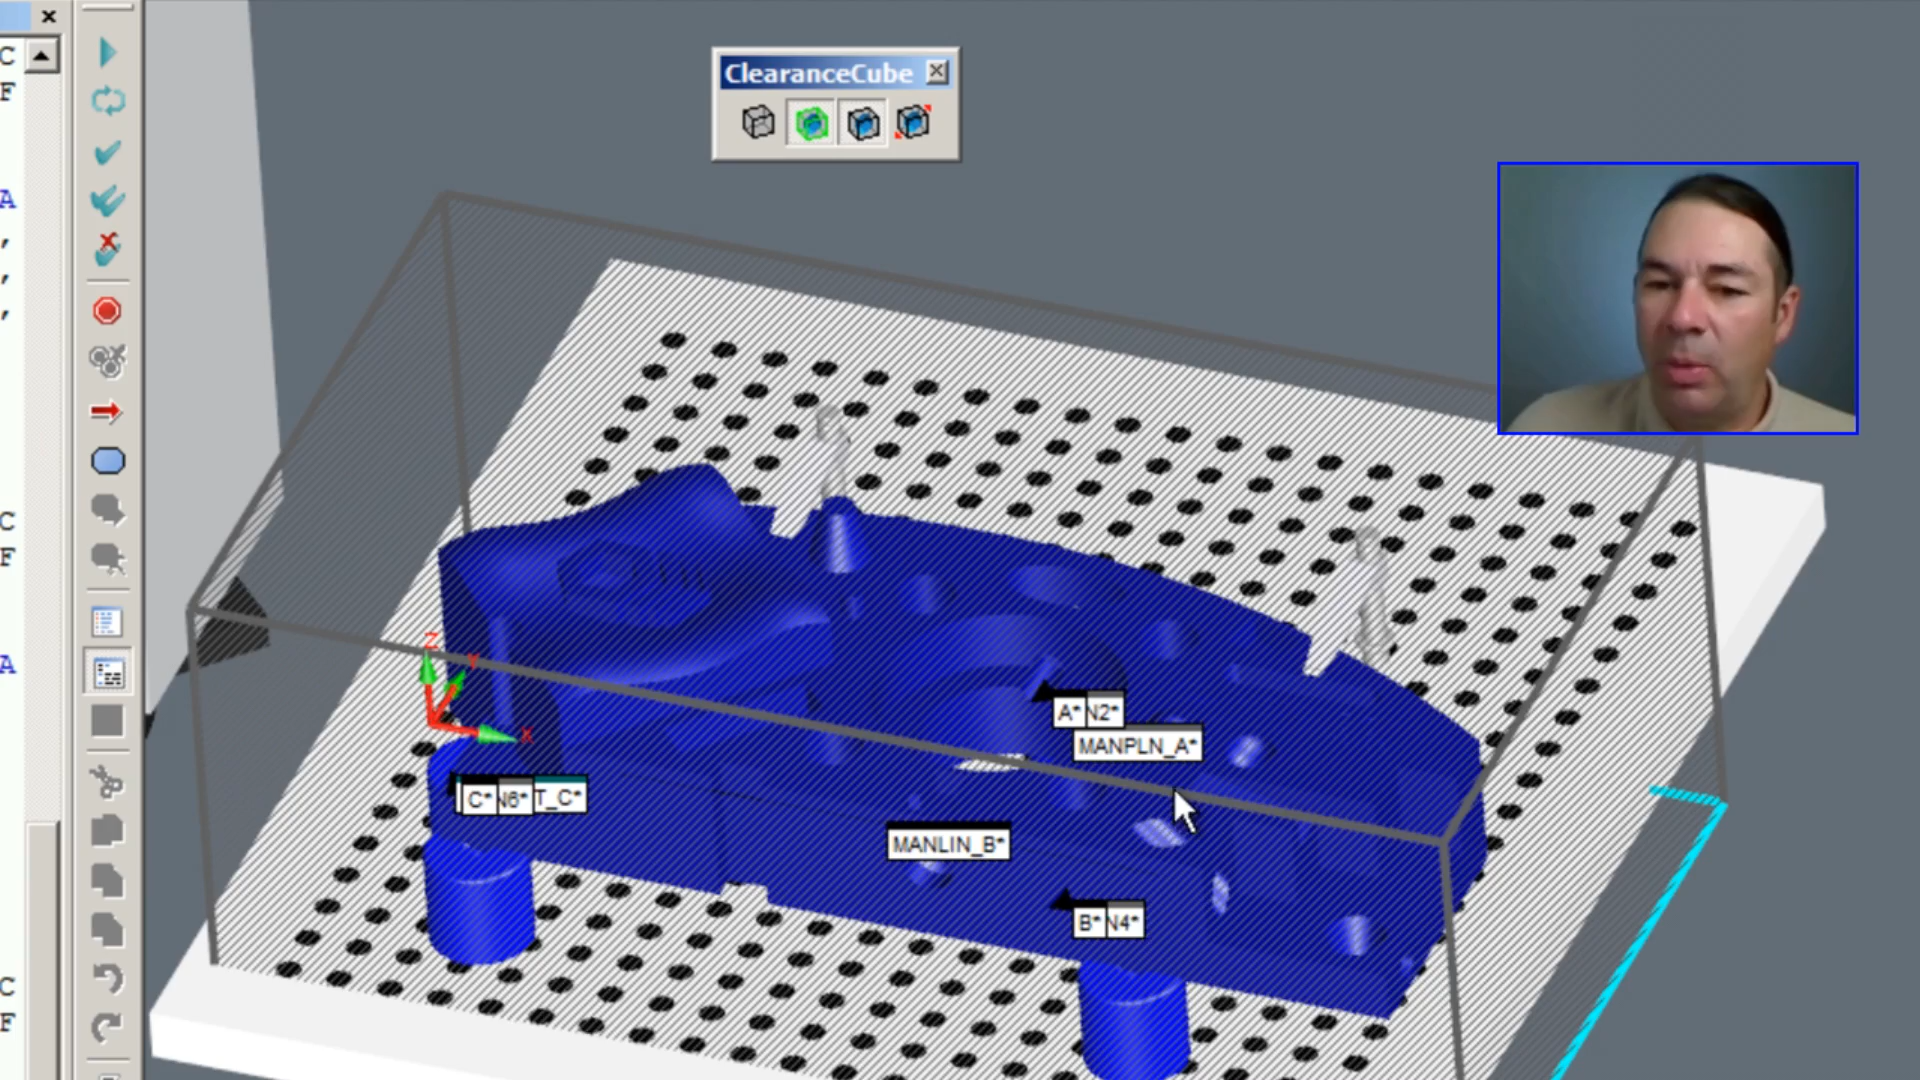 C
F
A
,
,
,
C
F
A
C
F
ClearanceCube
Z
Y
X
A* N2*
MANPLN_A*
C* N6* T_C*
MANLIN_B*
B* N4*